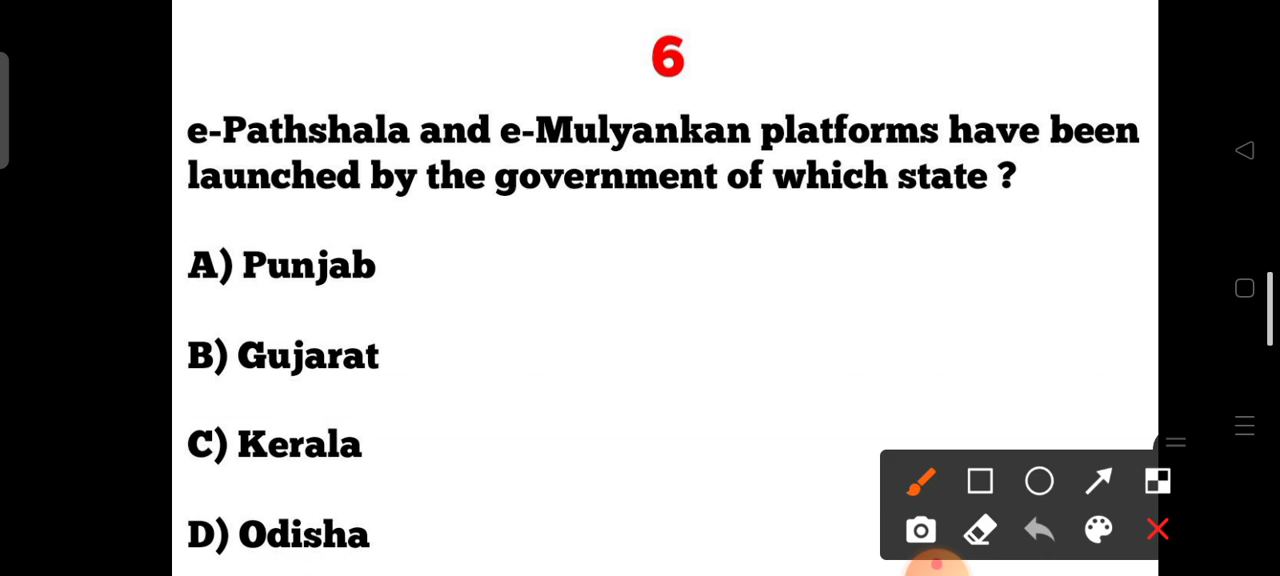 6
e-Pathshala and e-Mulyankan platforms have been
launched by the government of which state ?
A) Punjab
B) Gujarat
C) Kerala
D) Odisha